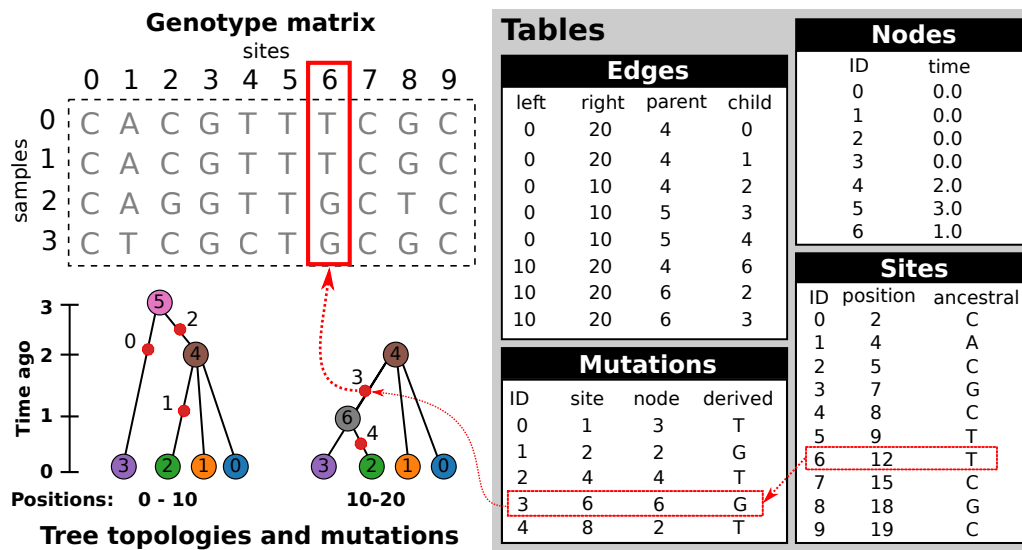 Genotype matrix
sites
0 1 2 3 4 5 6 7 8 9
samples
0 C A C G T T T C G C
1 C A C G T T T C G C
2 C A G G T T G C T C
3 C T C G C T G C G C
Time ago
3
2
1
0
5
0
2
4
1
3
2
1
0
4
3
6
4
3
2
1
0
Positions: 0 - 10 10-20
Tree topologies and mutations
Tables
Edges
left right parent child
0 20 4 0
0 20 4 1
0 10 4 2
0 10 5 3
0 10 5 4
10 20 4 6
10 20 6 2
10 20 6 3
Mutations
ID site node derived
0 1 3 T
1 2 2 G
2 4 4 T
3 6 6 G
4 8 2 T
Nodes
ID time
0 0.0
1 0.0
2 0.0
3 0.0
4 2.0
5 3.0
6 1.0
Sites
ID position ancestral
0 2 C
1 4 A
2 5 C
3 7 G
4 8 C
5 9 T
6 12 T
7 15 C
8 18 G
9 19 C